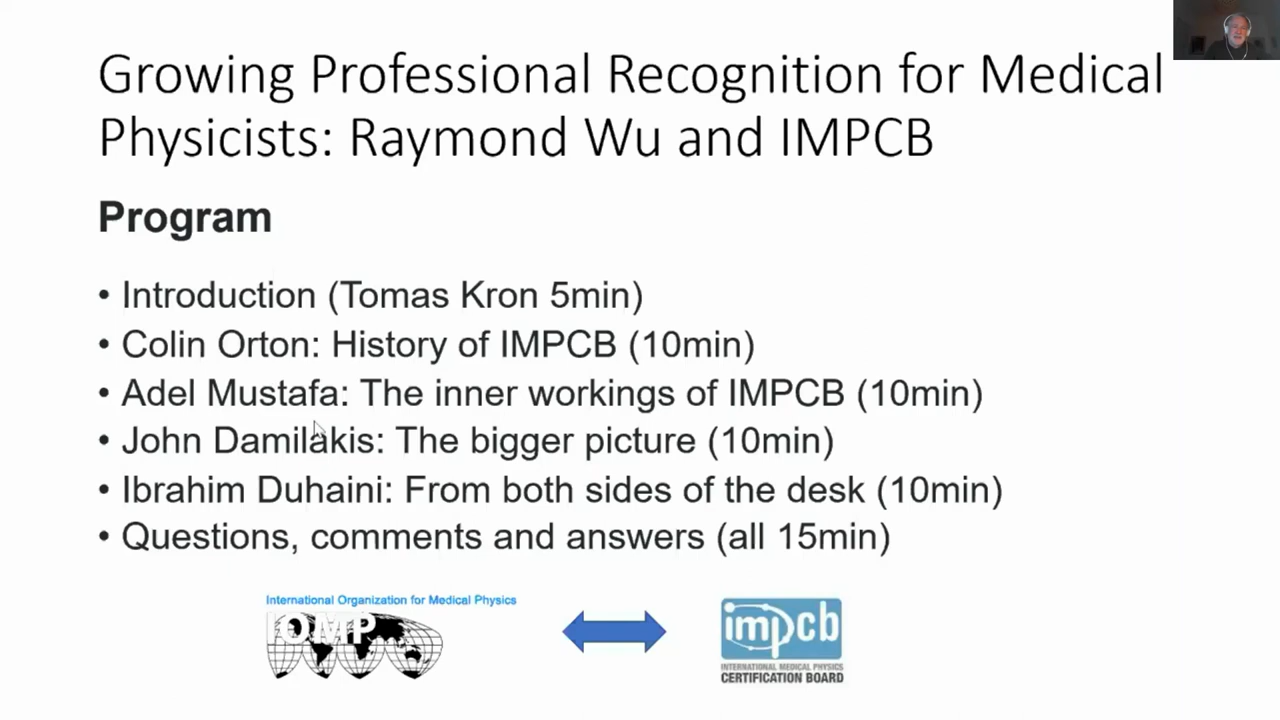 Growing Professional Recognition for Medical
Physicists: Raymond Wu and IMPCB
Program
• Introduction (Tomas Kron 5min)
• Colin Orton: History of IMPCB (10min)
• Adel Mustafa: The inner workings of IMPCB (10min)
• John Damilakis: The bigger picture (10min)
• Ibrahim Duhaini: From both sides of the desk (10min)
• Questions, comments and answers (all 15min)
International Organization for Medical Physics
IOMP
impcb
INTERNATIONAL MEDICAL PHYSICS
CERTIFICATION BOARD